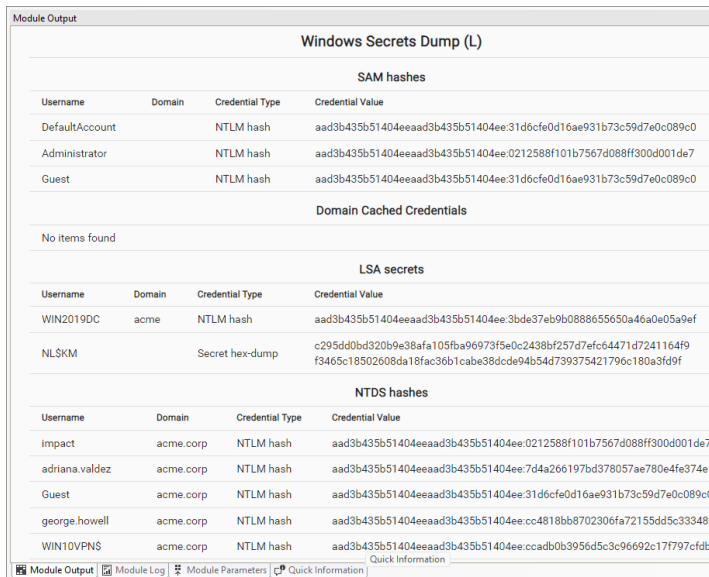 Module Output
Windows Secrets Dump (L)
SAM hashes
Username Domain Credential Type Credential Value
DefaultAccount NTLM hash aad3b435b51404eeaad3b435b51404ee:31d6cfe0d16ae931b73c59d7e0c089c0
Administrator NTLM hash aad3b435b51404eeaad3b435b51404ee:0212588f101b7567d088ff300d001de7
Guest NTLM hash aad3b435b51404eeaad3b435b51404ee:31d6cfe0d16ae931b73c59d7e0c089c0
Domain Cached Credentials
No items found
LSA secrets
Username Domain Credential Type Credential Value
WIN2019DC acme NTLM hash aad3b435b51404eeaad3b435b51404ee:3bde37eb9b0888655650a46a0e05a9ef
NL$KM Secret hex-dump c295dd0bd320b9e38afa105fba96973f5e0c2438bf257d7efc64471d7241164f9
f3465c18502608da18fac36b1cabe38dcde94b54d739375421796c180a3fd9f
NTDS hashes
Username Domain Credential Type Credential Value
impact acme.corp NTLM hash aad3b435b51404eeaad3b435b51404ee:0212588f101b7567d088ff300d001de7
adriana.valdez acme.corp NTLM hash aad3b435b51404eeaad3b435b51404ee:7d4a266197bd378057ae780e4fe374e
Guest acme.corp NTLM hash aad3b435b51404eeaad3b435b51404ee:31d6cfe0d16ae931b73c59d7e0c089c0
george.howell acme.corp NTLM hash aad3b435b51404eeaad3b435b51404ee:cc4818bb8702306fa72155dd5c33348
WIN10VPN$ acme.corp NTLM hash aad3b435b51404eeaad3b435b51404ee:ccadb0b3956d5c3c96692c17f797cfdb
Quick Information
Module Output Module Log Module Parameters Quick Information